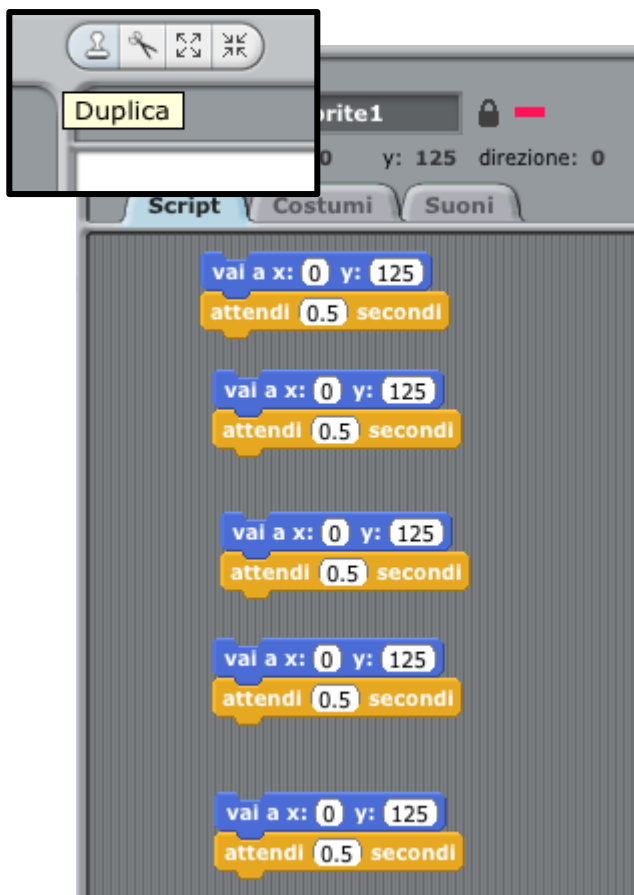 Duplica
rite1
0 y: 125 direzione: 0
Script Costumi Suoni
vai a x: 0 y: 125
attendi 0.5 secondi
vai a x: 0 y: 125
attendi 0.5 secondi
vai a x: 0 y: 125
attendi 0.5 secondi
vai a x: 0 y: 125
attendi 0.5 secondi
vai a x: 0 y: 125
attendi 0.5 secondi